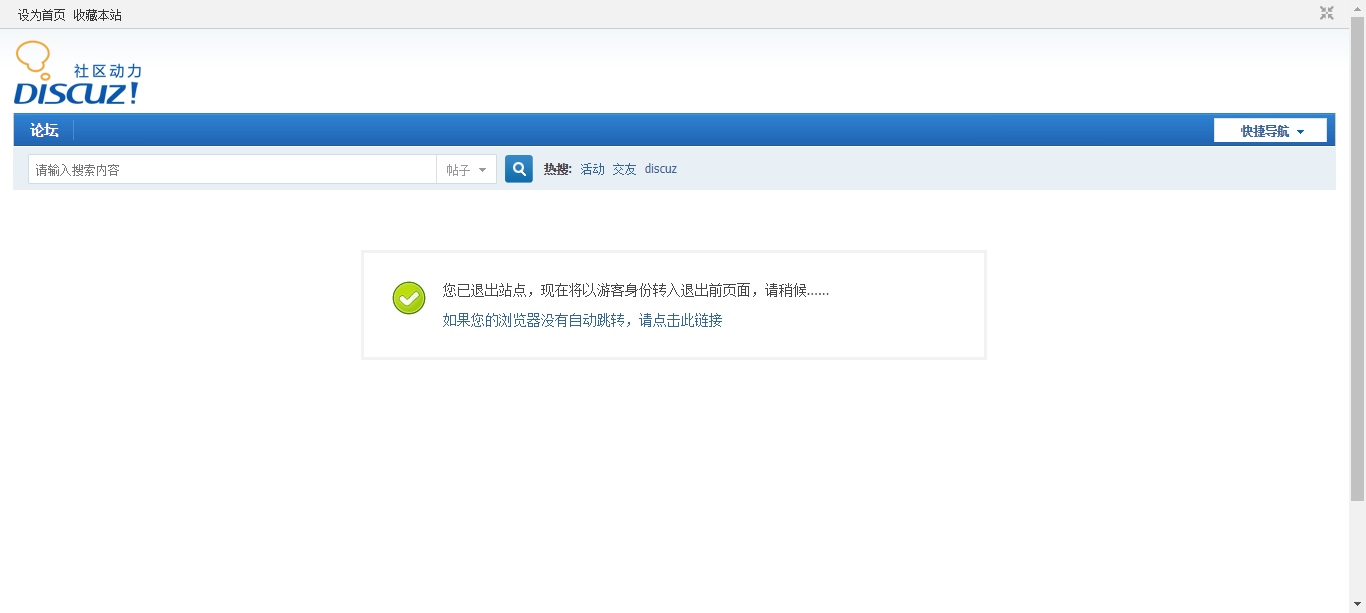 设为首页 收藏本站
社区动力
DISCUZ!
论坛
快捷导航
请输入搜索内容 帖子 热搜: 活动 交友 discuz
您已退出站点，现在将以游客身份转入退出前页面，请稍候......
如果您的浏览器没有自动跳转，请点击此链接